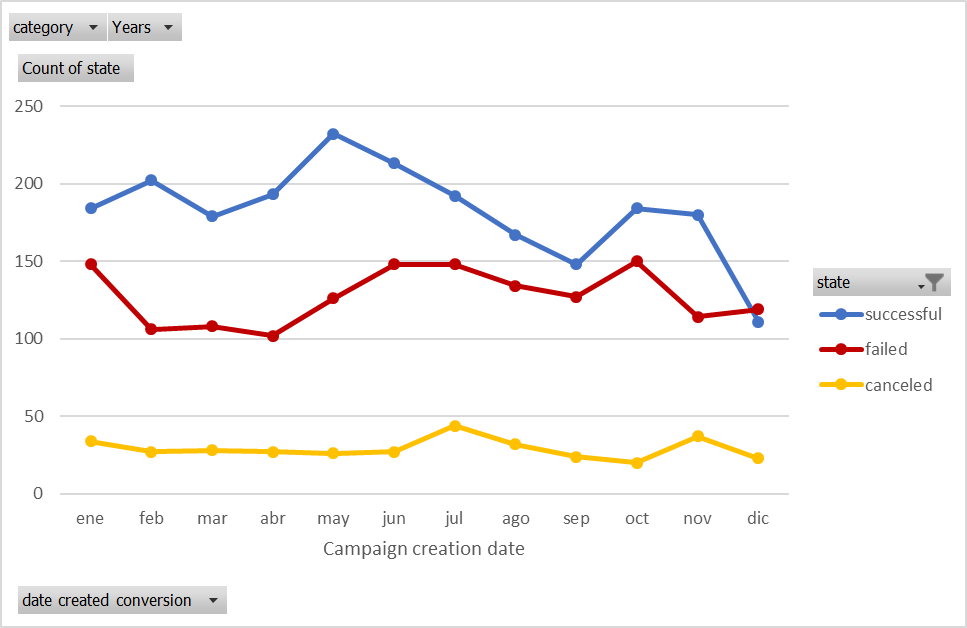 category Years
Count of state
250
200
150
100
50
0
ene feb mar abr may jun jul ago sep oct nov dic
Campaign creation date
state
successful
failed
canceled
date created conversion